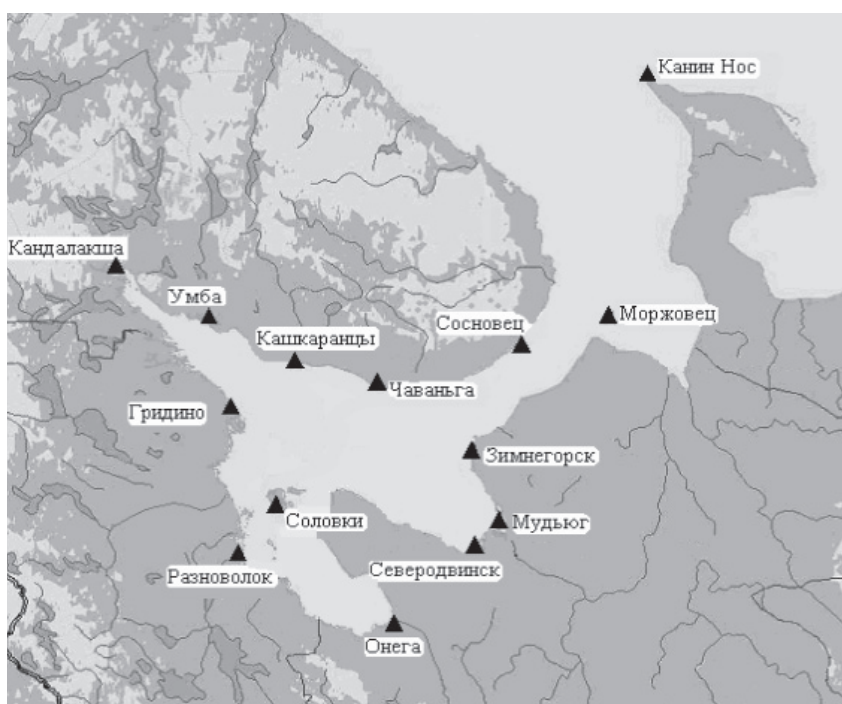 Канин Нос
Кандалакша
Умба
Моржовец
Сосновец
Кашкаранцы
Чаваньга
Гридино
Зимнегорск
Соловки
Мудьюг
Северодвинск
Разноволок
Онега